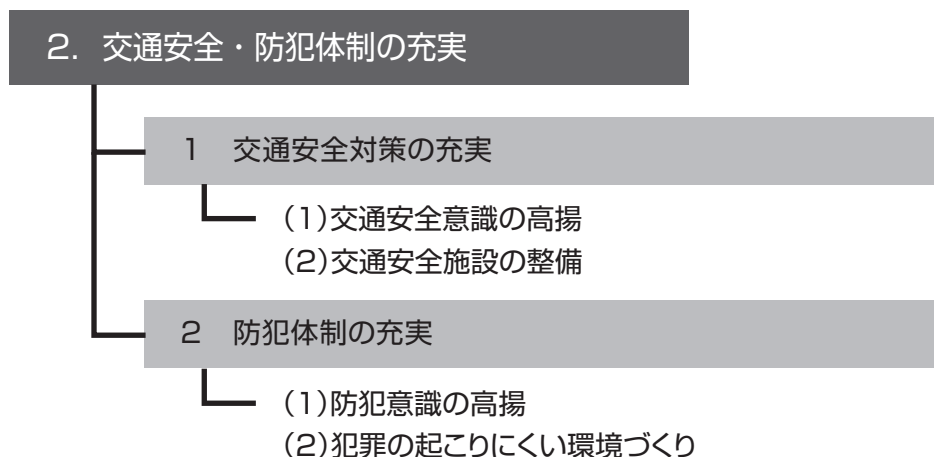 2．交通安全・防犯体制の充実
1　交通安全対策の充実
（1）交通安全意識の高揚
（2）交通安全施設の整備
2　防犯体制の充実
（1）防犯意識の高揚
（2）犯罪の起こりにくい環境づくり